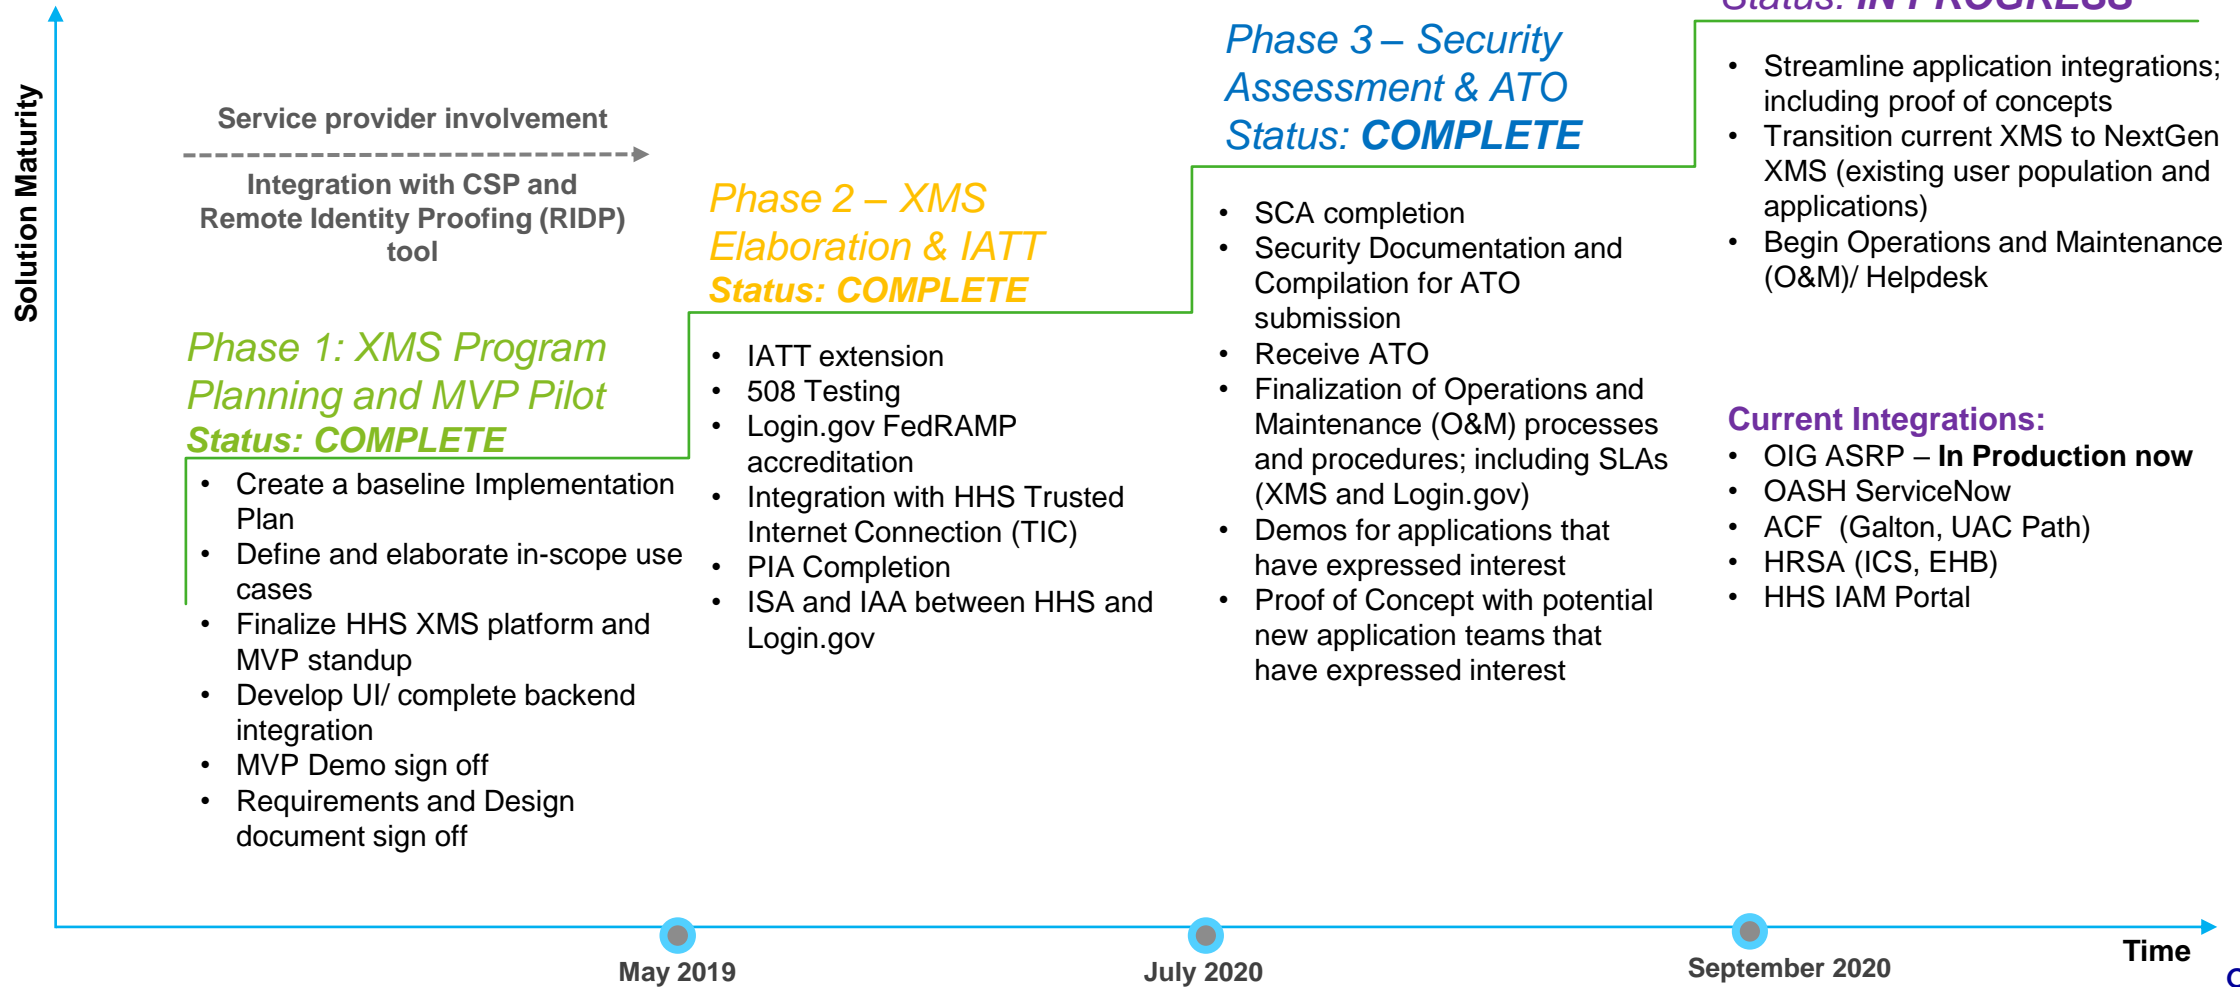 Solution Maturity
Service provider involvement
Integration with CSP and
Remote Identity Proofing (RIDP)
tool
Phase 1: XMS Program
Planning and MVP Pilot
Status: COMPLETE
• Create a baseline Implementation
Plan
• Define and elaborate in-scope use
cases
• Finalize HHS XMS platform and
MVP standup
• Develop UI/ complete backend
integration
• MVP Demo sign off
• Requirements and Design
document sign off
Phase 2 – XMS
Elaboration & IATT
Status: COMPLETE
• IATT extension
• 508 Testing
• Login.gov FedRAMP
accreditation
• Integration with HHS Trusted
Internet Connection (TIC)
• PIA Completion
• ISA and IAA between HHS and
Login.gov
Phase 3 – Security
Assessment & ATO
Status: COMPLETE
• SCA completion
• Security Documentation and
Compilation for ATO
submission
• Receive ATO
• Finalization of Operations and
Maintenance (O&M) processes
and procedures; including SLAs
(XMS and Login.gov)
• Demos for applications that
have expressed interest
• Proof of Concept with potential
new application teams that
have expressed interest
Status: IN PROGRESS
• Streamline application integrations;
including proof of concepts
• Transition current XMS to NextGen
XMS (existing user population and
applications)
• Begin Operations and Maintenance
(O&M)/ Helpdesk
Current Integrations:
• OIG ASRP – In Production now
• OASH ServiceNow
• ACF (Galton, UAC Path)
• HRSA (ICS, EHB)
• HHS IAM Portal
May 2019
July 2020
September 2020
Time